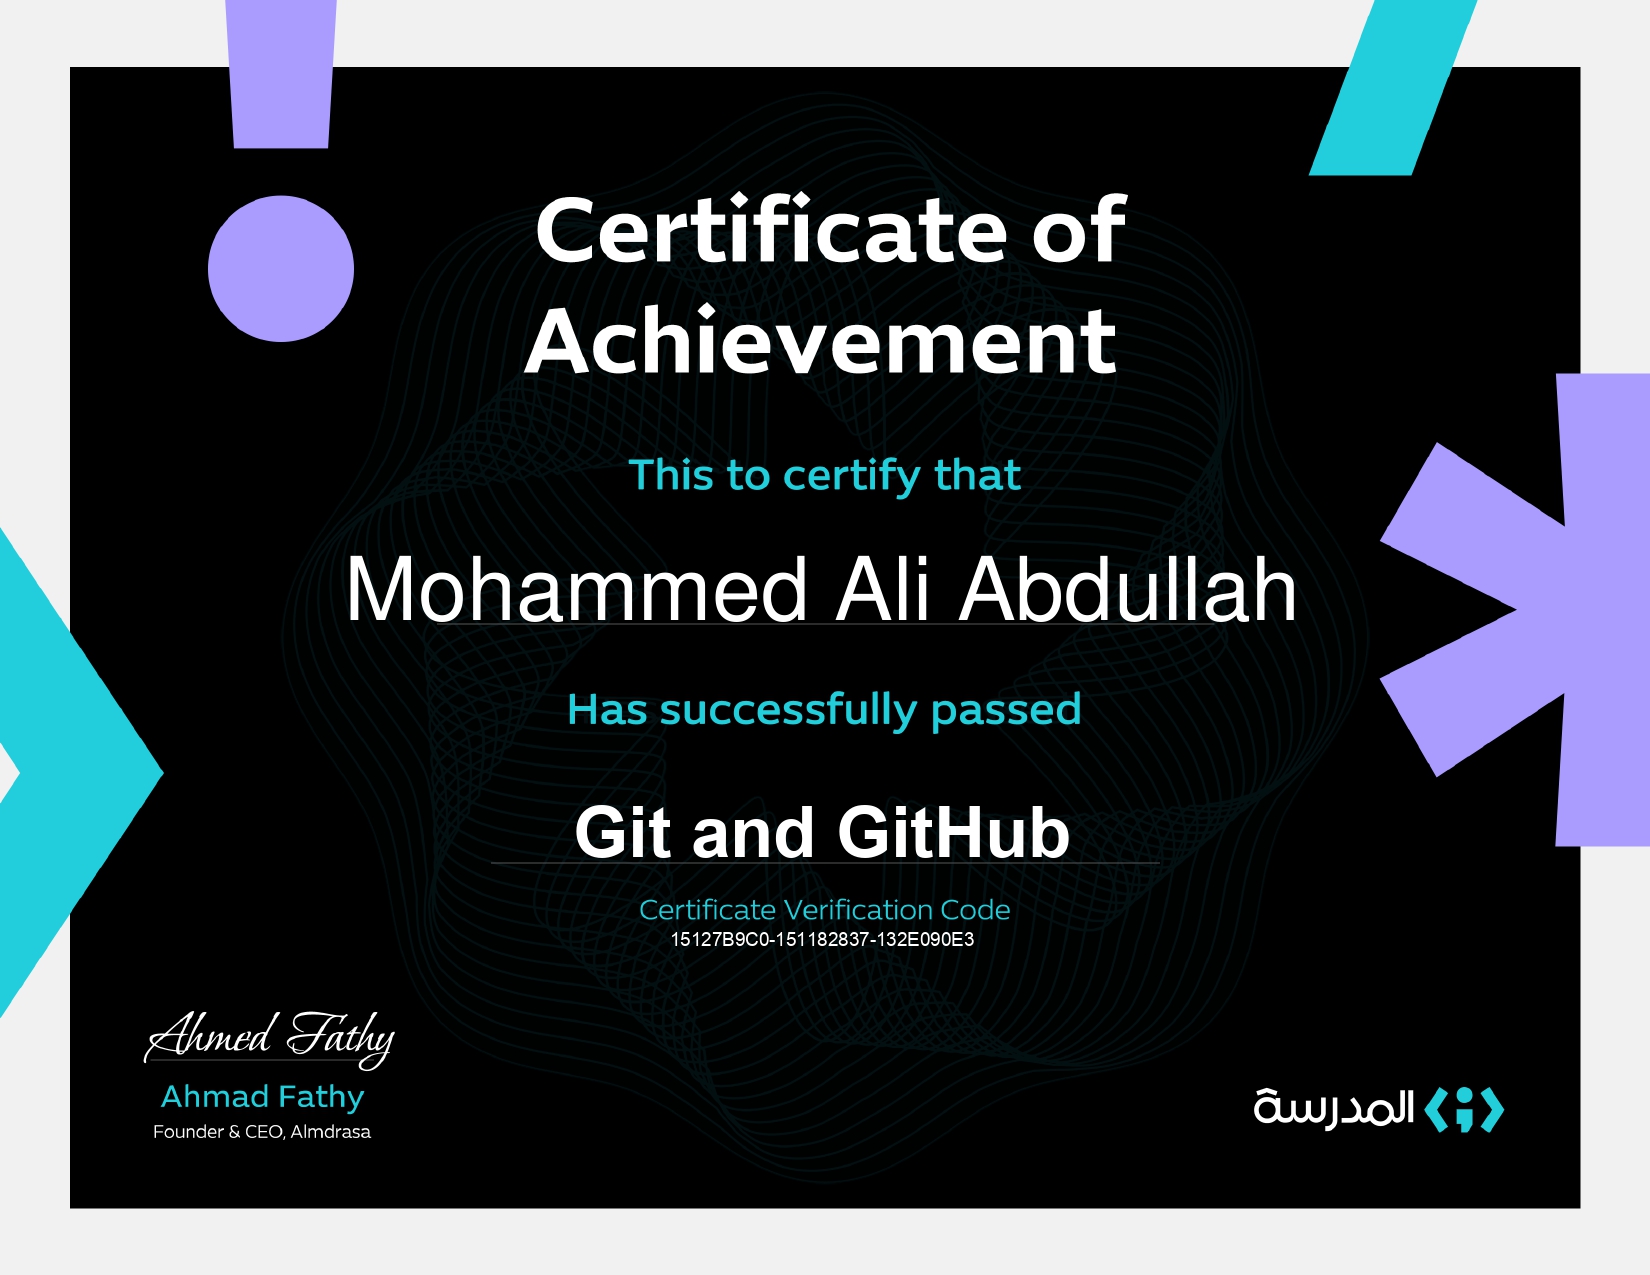 Certificate of
Achievement
This to certify that
Mohammed Ali Abdullah
Has successfully passed
Git and GitHub
Certificate Verification Code
15127B9C0-151182837-132E090E3
Ahmed Fathy
Ahmad Fathy
Founder & CEO, Almdrasa
المدرسة